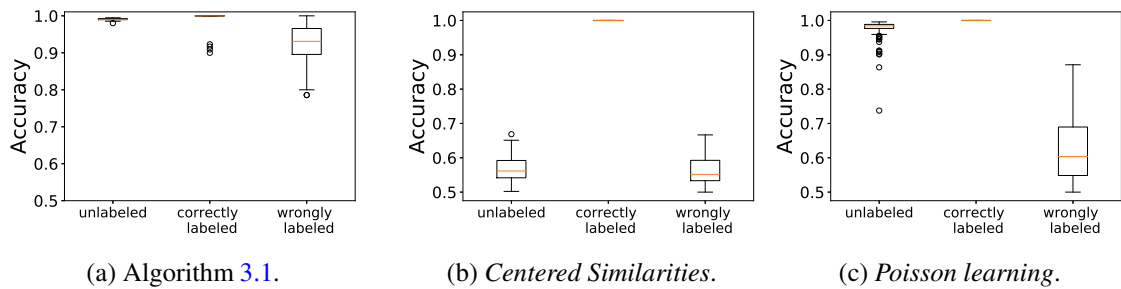 Accuracy
1.0
0.9
0.8
0.7
0.6
0.5
unlabeled
correctly
labeled
wrongly
labeled
(a) Algorithm 3.1.
Accuracy
1.0
0.9
0.8
0.7
0.6
0.5
unlabeled
correctly
labeled
wrongly
labeled
(b) Centered Similarities.
Accuracy
1.0
0.9
0.8
0.7
0.6
0.5
unlabeled
correctly
labeled
wrongly
labeled
(c) Poisson learning.